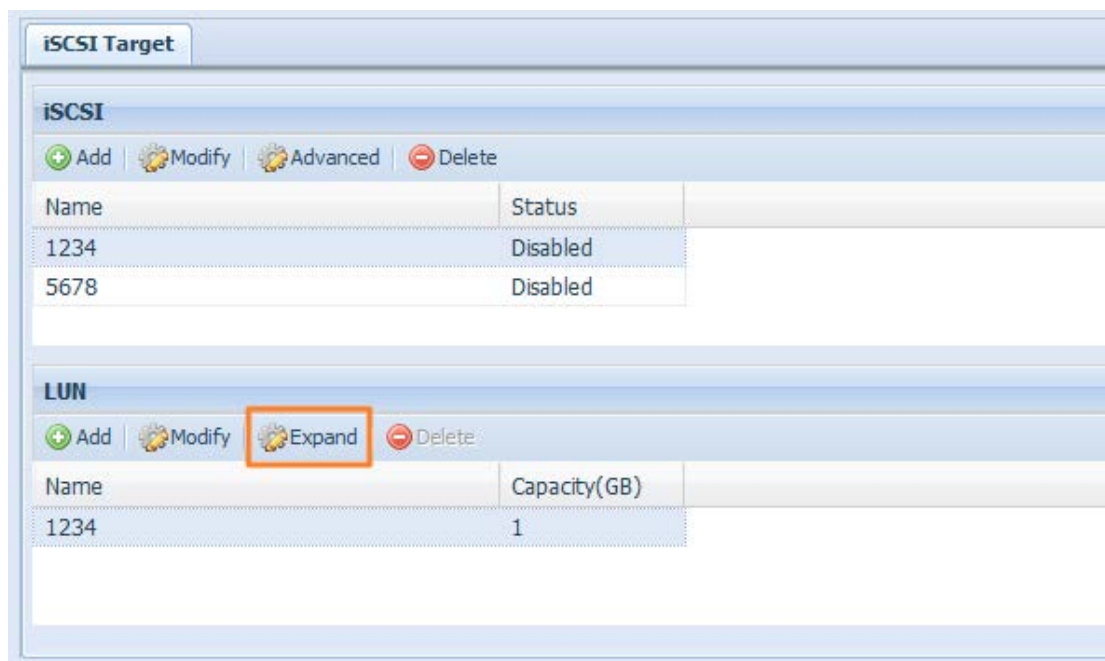 iSCSI Target
iSCSI
Add Modify Advanced Delete
Name Status
1234 Disabled
5678 Disabled
LUN
Add Modify Expand Delete
Name Capacity(GB)
1234 1